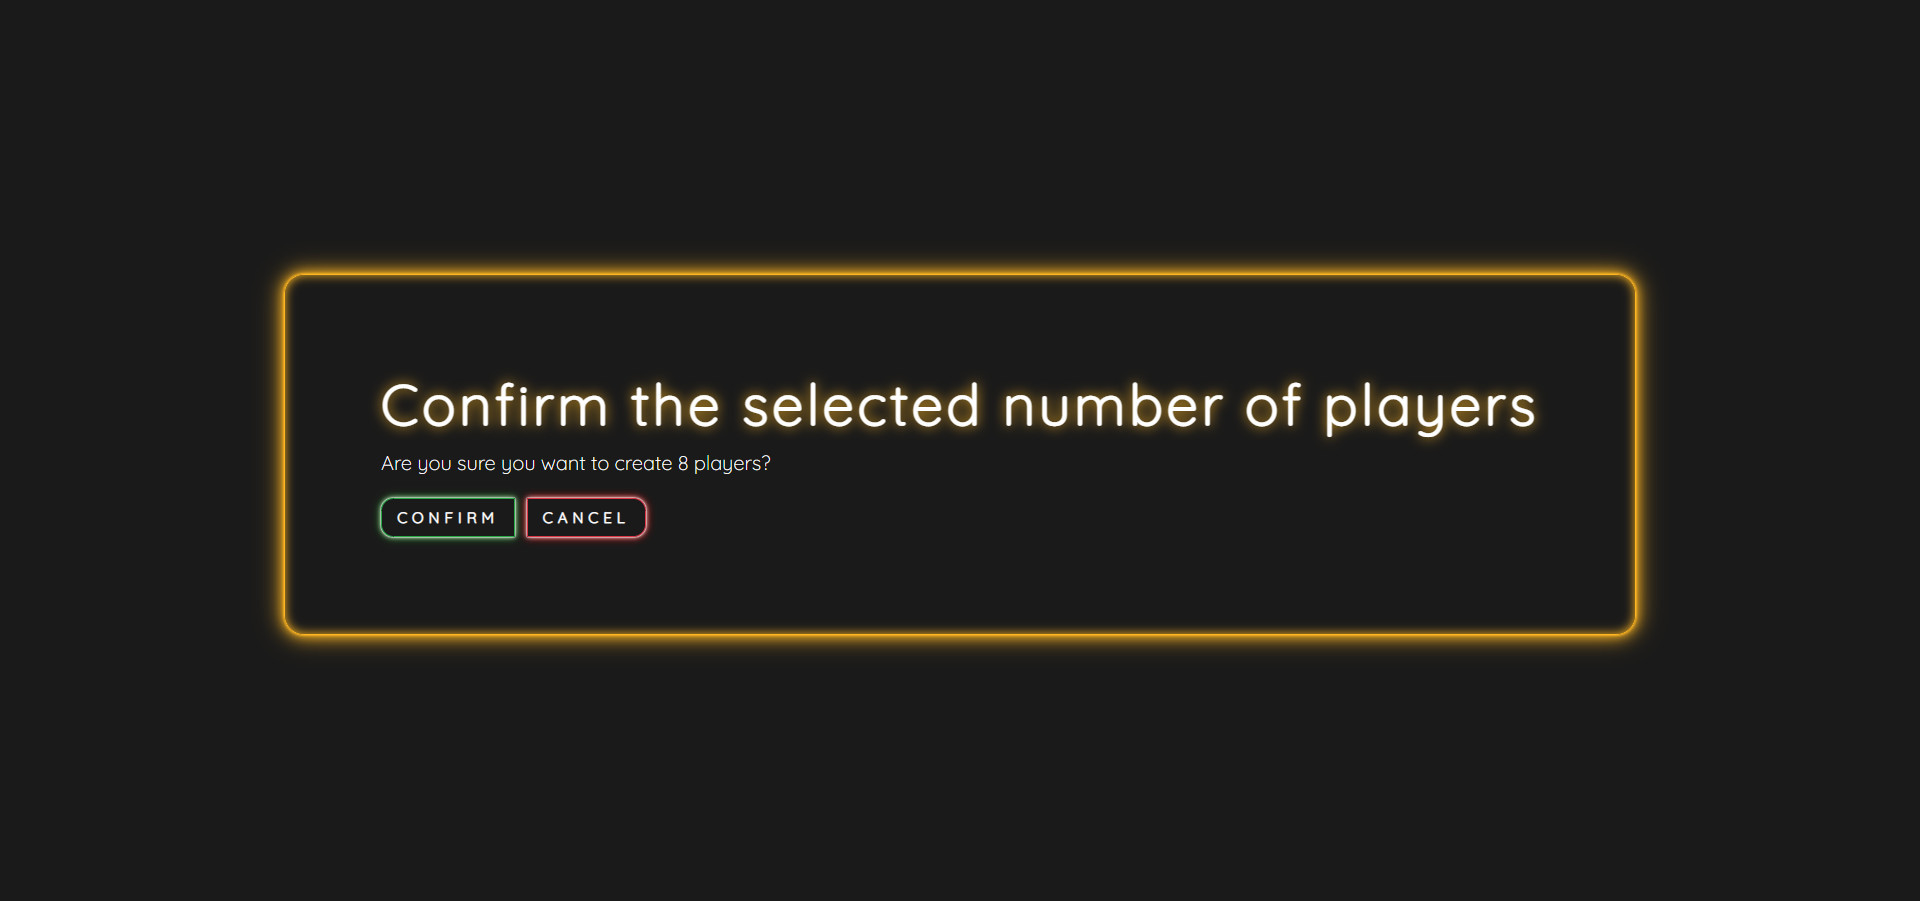 Confirm the selected number of players
Are you sure you want to create 8 players?
CONFIRM CANCEL